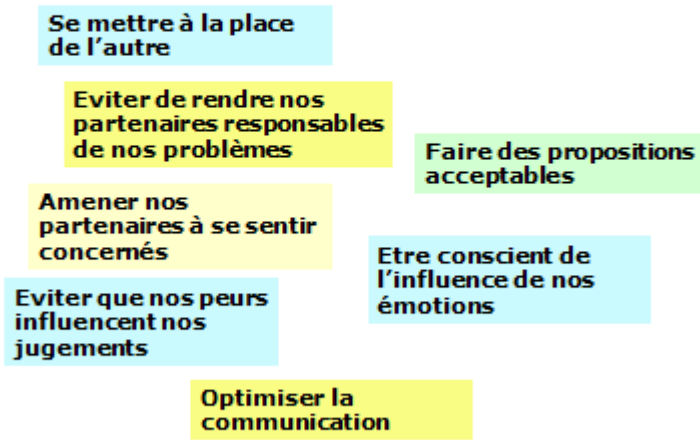 Se mettre à la place
de l'autre
Eviter de rendre nos
partenaires responsables
de nos problèmes
Faire des propositions
acceptables
Amener nos
partenaires à se sentir
concernés
Etre conscient de
l'influence de nos
émotions
Eviter que nos peurs
influencent nos
jugements
Optimiser la
communication